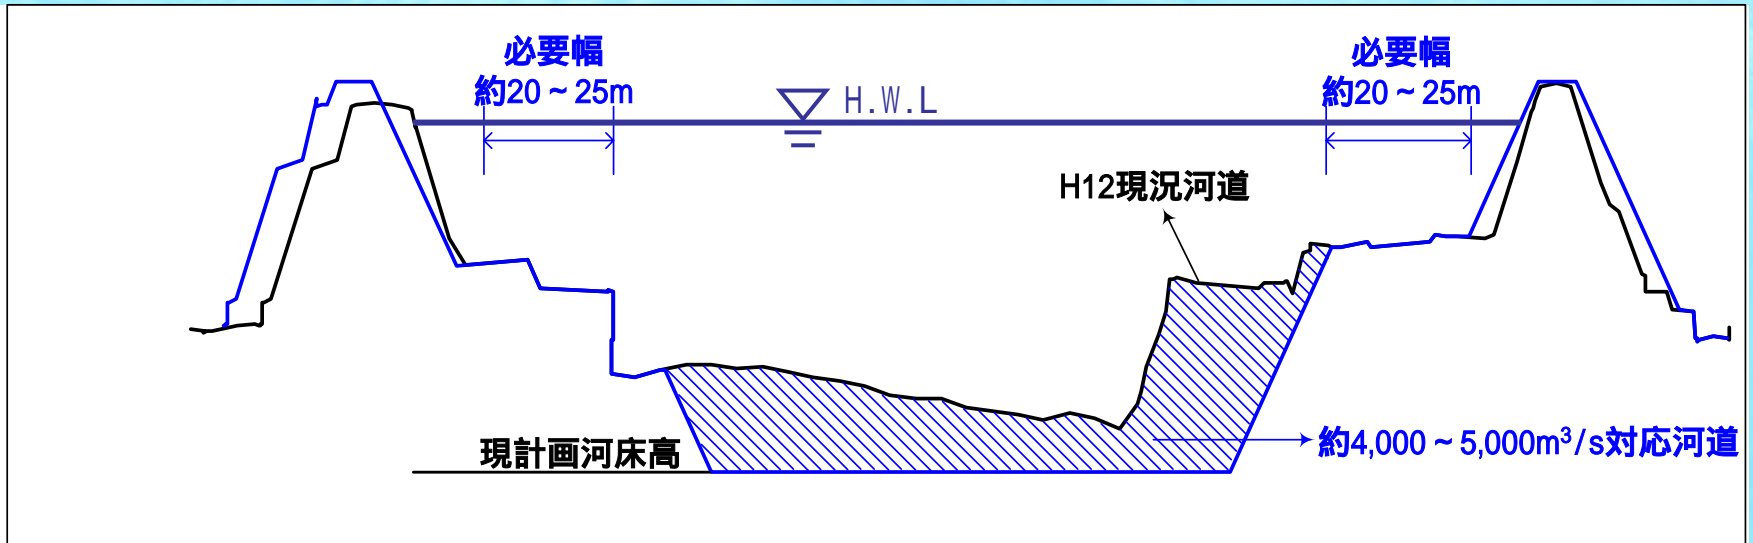 必要幅
約20～25m
必要幅
約20～25m
H.W.L
H12現況河道
現計画河床高
約4,000～5,000m³/s対応河道